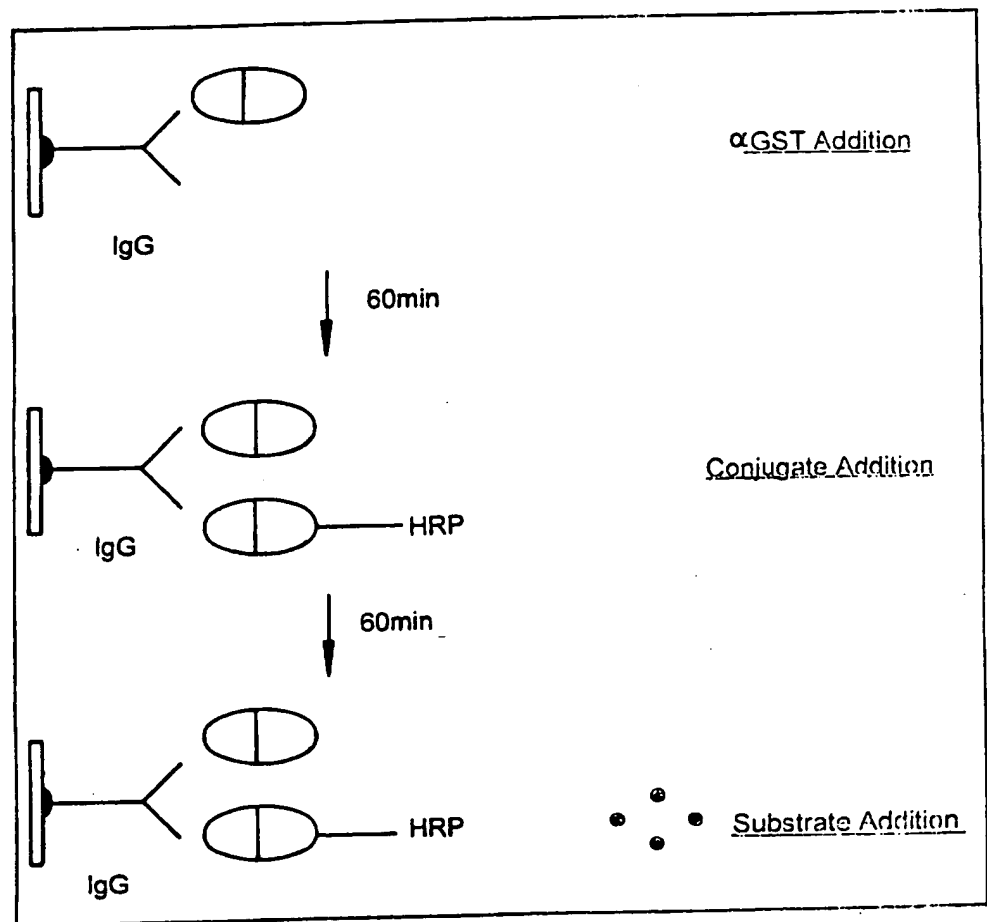 αGST Addition
IgG
60min
Conjugate Addition
HRP
IgG
60min
HRP
Substrate Addition
IgG